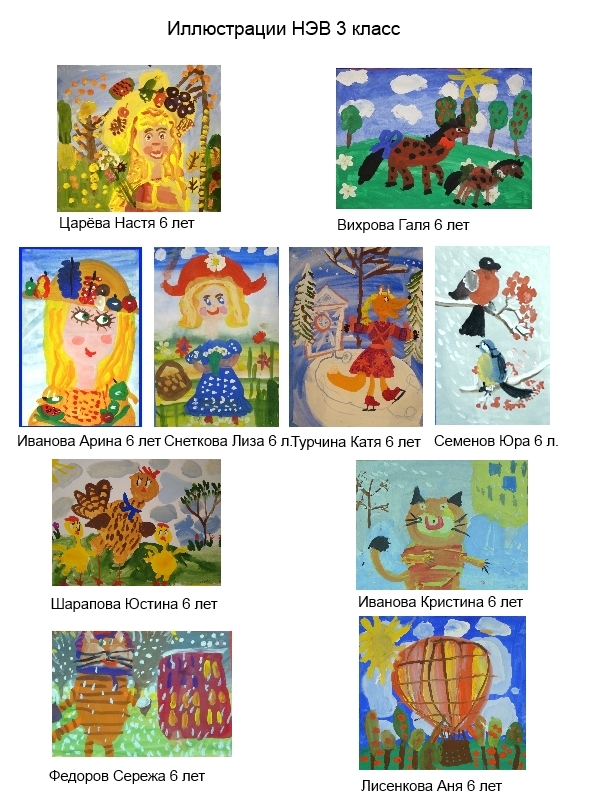 Иллюстрации НЭВ 3 класс
Царёва Настя 6 лет
Вихрова Галя 6 лет
Иванова Арина 6 лет
Снеткова Лиза 6 л.
Турчина Катя 6 лет
Семенов Юра 6 л.
Шарапова Юстина 6 лет
Иванова Кристина 6 лет
Федоров Сережа 6 лет
Лисенкова Аня 6 лет